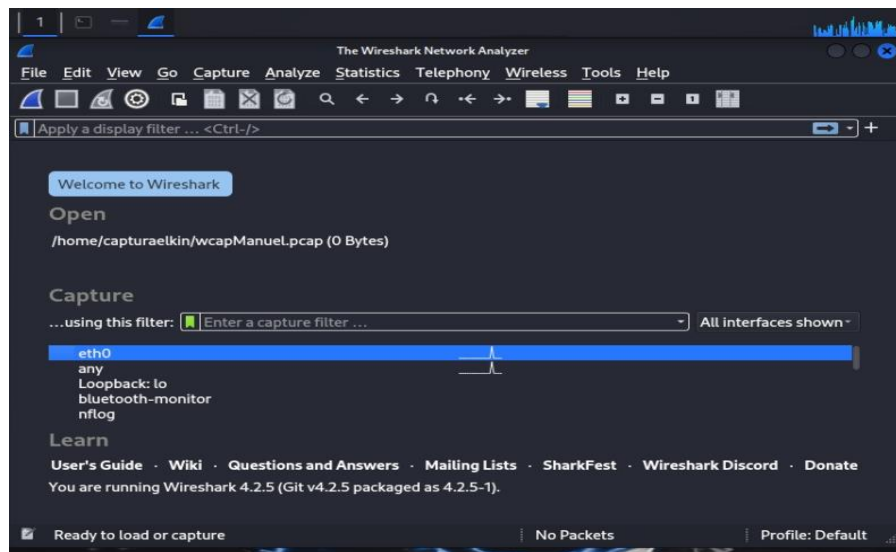 1
The Wireshark Network Analyzer
File Edit View Go Capture Analyze Statistics Telephony Wireless Tools Help
Apply a display filter ... <Ctrl-/>
Welcome to Wireshark
Open
/home/capturaelkin/wcapManuel.pcap (0 Bytes)
Capture
...using this filter: Enter a capture filter ... All interfaces shown
eth0
any
Loopback: lo
bluetooth-monitor
nflog
Learn
User's Guide · Wiki · Questions and Answers · Mailing Lists · SharkFest · Wireshark Discord · Donate
You are running Wireshark 4.2.5 (Git v4.2.5 packaged as 4.2.5-1).
Ready to load or capture No Packets Profile: Default